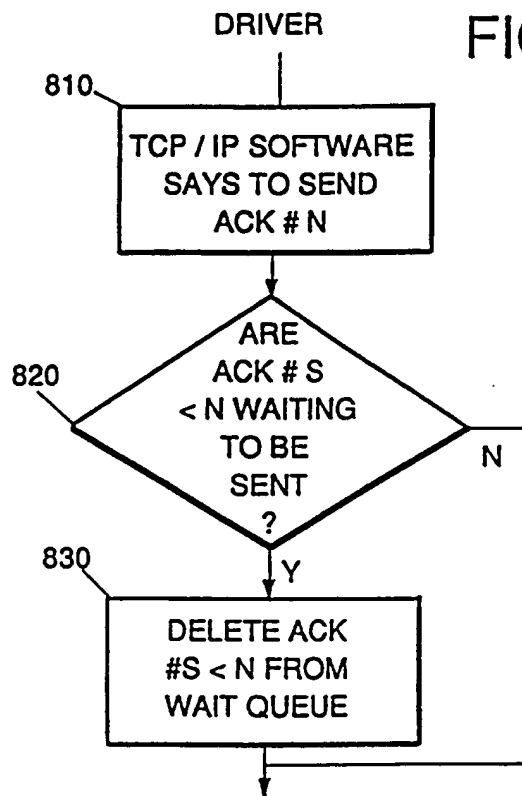 DRIVER
FIG
810
TCP / IP SOFTWARE
SAYS TO SEND
ACK # N
820
ARE
ACK # S
< N WAITING
TO BE
SENT
?
N
Y
830
DELETE ACK
#S < N FROM
WAIT QUEUE